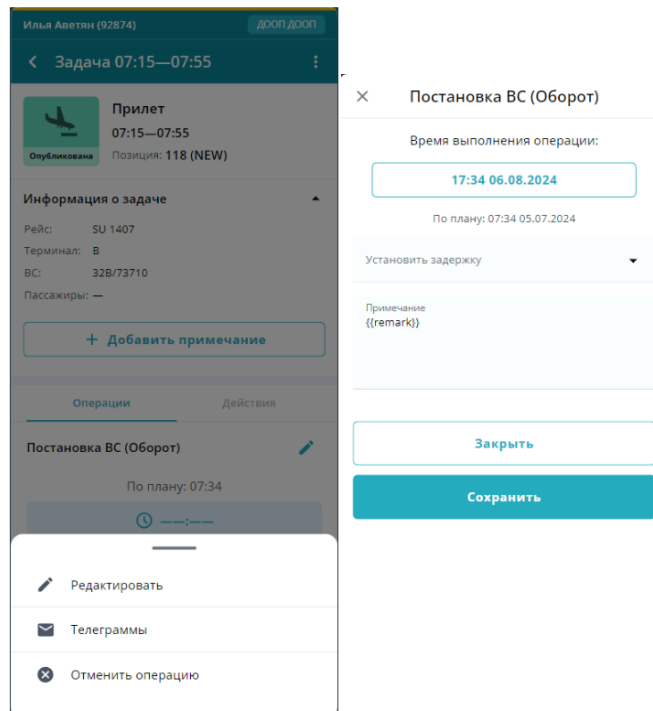 Илья Аветян (92874)
ДООП ДООП
Задача 07:15—07:55
Прилет
07:15—07:55
Опубликована
Позиция: 118 (NEW)
Информация о задаче
Рейс: SU 1407
Терминал: B
ВС: 32B/73710
Пассажиры: —
+ Добавить примечание
Операции
Действия
Постановка ВС (Оборот)
По плану: 07:34
——:——
Редактировать
Телеграммы
Отменить операцию
Постановка ВС (Оборот)
Время выполнения операции:
17:34 06.08.2024
По плану: 07:34 05.07.2024
Установить задержку
Примечание
{{remark}}
Закрыть
Сохранить